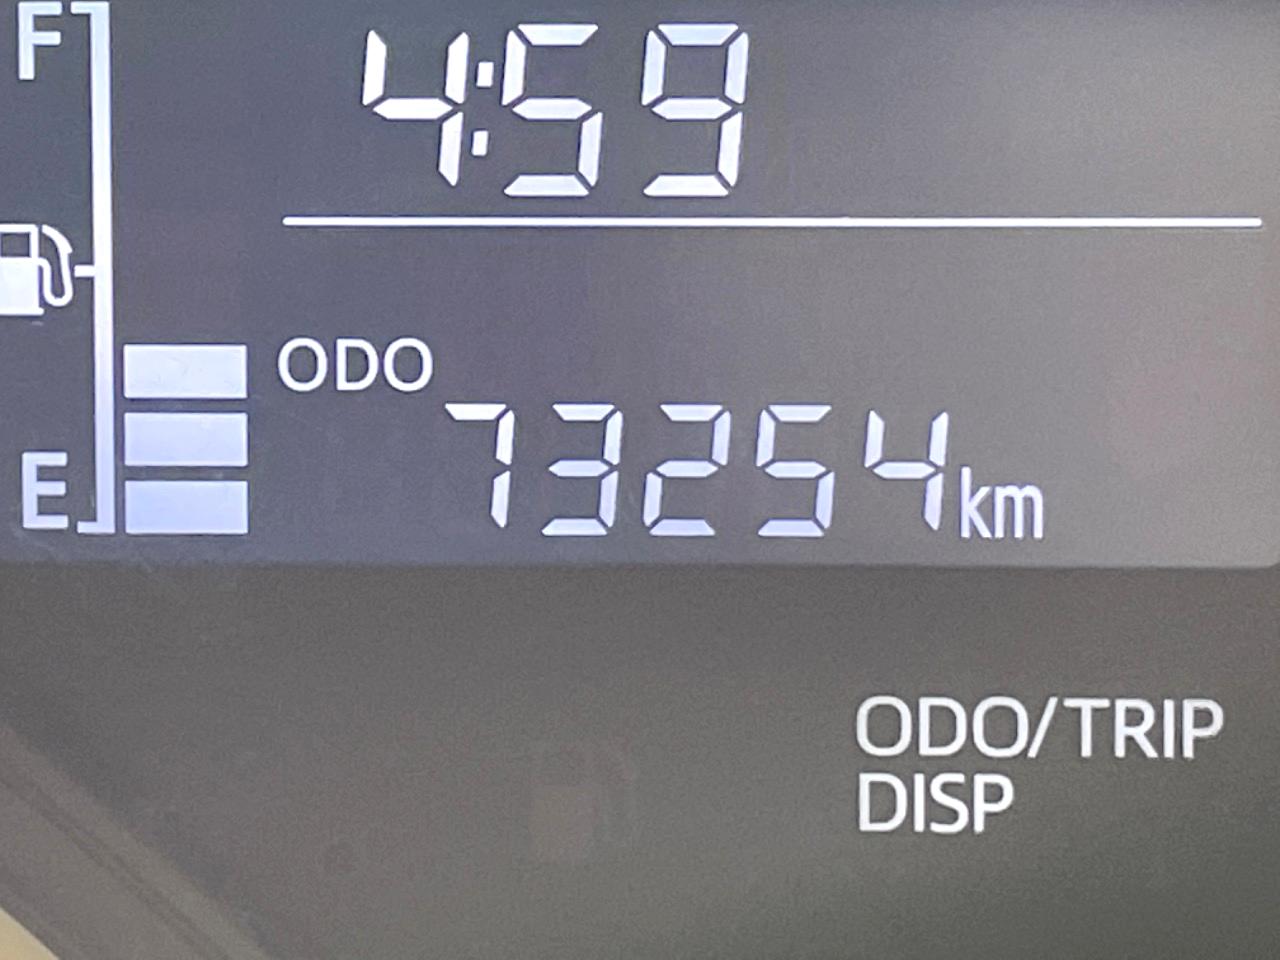 F
4:59
ODO
73254km
E
ODO/TRIP
DISP